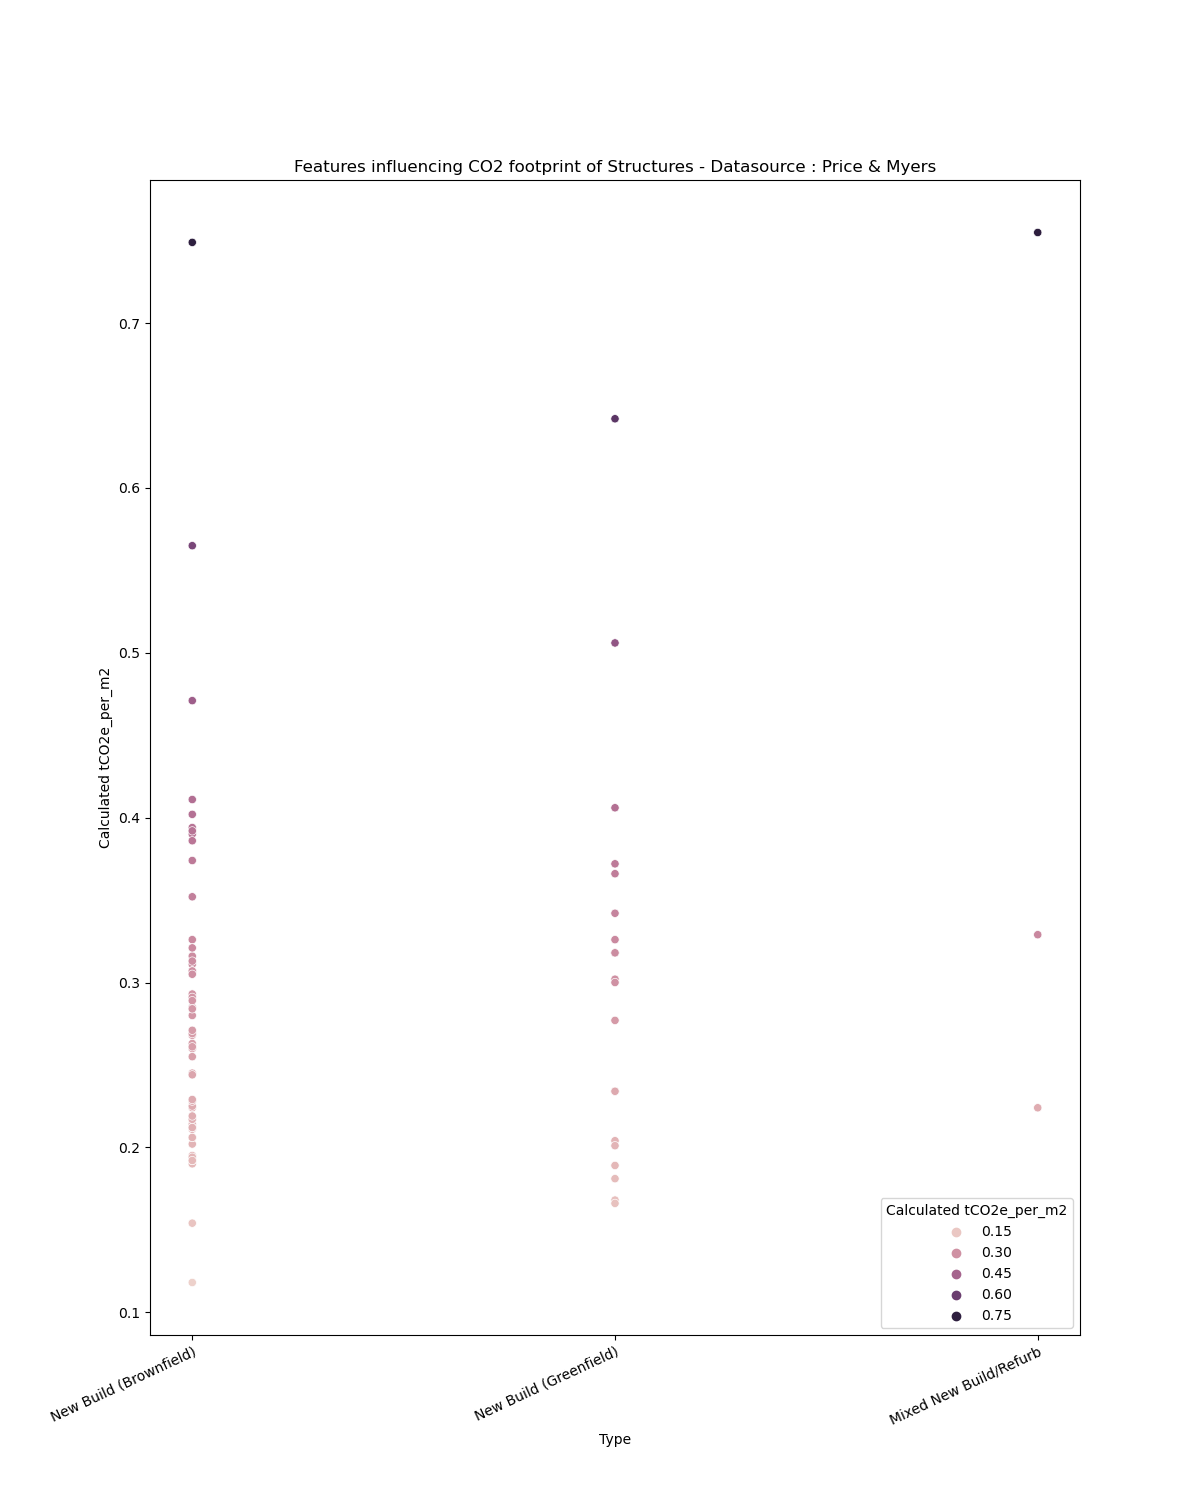 Features influencing CO2 footprint of Structures - Datasource : Price & Myers
Calculated tCO2e_per_m2
0.7
0.6
0.5
0.4
0.3
0.2
0.1
Calculated tCO2e_per_m2
0.15
0.30
0.45
0.60
0.75
New Build (Brownfield)
New Build (Greenfield)
Mixed New Build/Refurb
Type